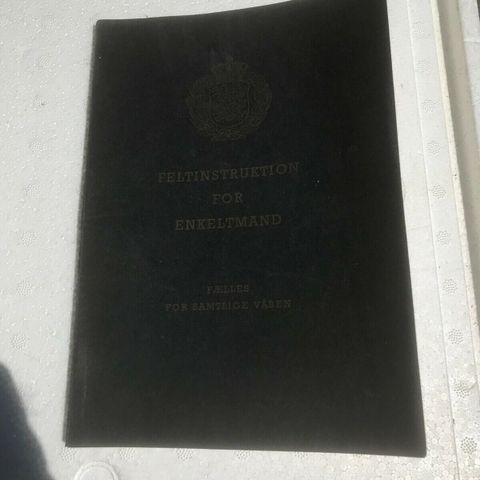 FELTINSTRUKTION
FOR
ENKELTMAND
FÆLLES
FOR SAMTLIGE VÅBEN